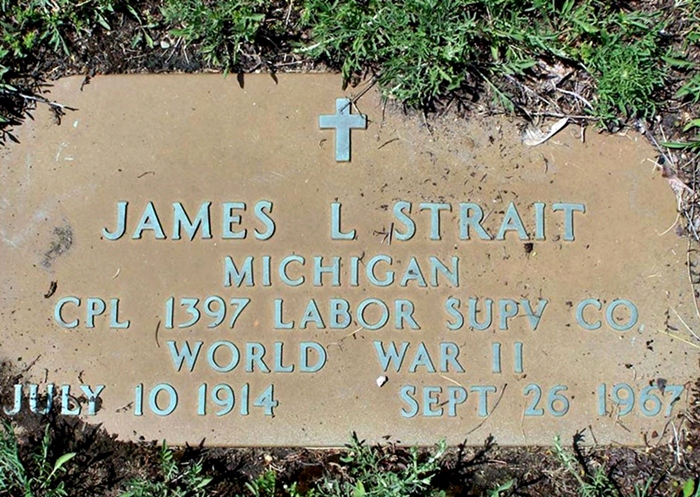 JAMES L STRAIT
MICHIGAN
CPL 1397 LABOR SUPV CO
WORLD WAR II
JULY 10 1914 SEPT 26 1967